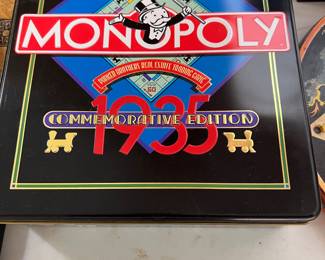 MONOPOLY
PARKER BROTHERS REAL ESTATE TRADING GAME
1935
COMMEMORATIVE EDITION